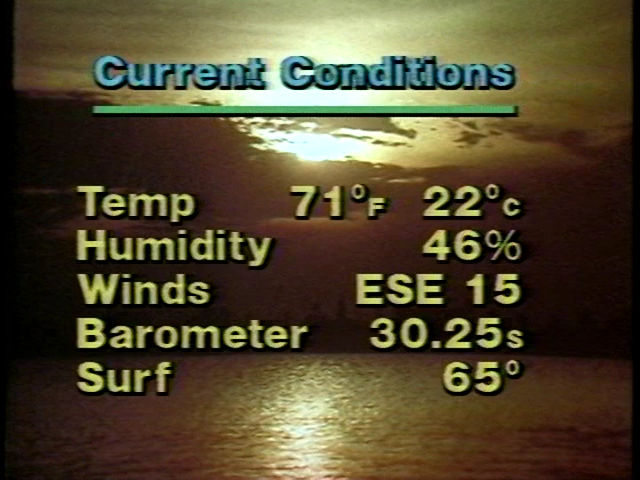 Current Conditions
Temp 71°F 22°C
Humidity 46%
Winds ESE 15
Barometer 30.25s
Surf 65°